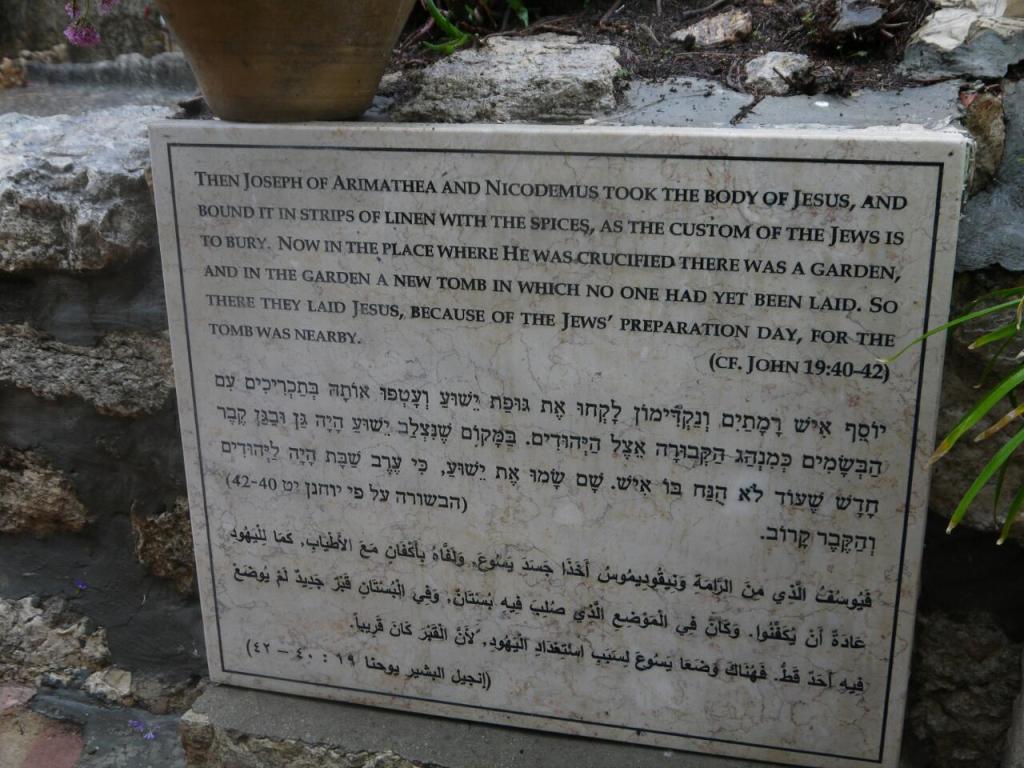 THEN JOSEPH OF ARIMATHEA AND NICODEMUS TOOK THE BODY OF JESUS, AND
BOUND IT IN STRIPS OF LINEN WITH THE SPICES, AS THE CUSTOM OF THE JEWS IS
TO BURY. NOW IN THE PLACE WHERE HE WAS CRUCIFIED THERE WAS A GARDEN,
AND IN THE GARDEN A NEW TOMB IN WHICH NO ONE HAD YET BEEN LAID. SO
THERE THEY LAID JESUS, BECAUSE OF THE JEWS' PREPARATION DAY, FOR THE
TOMB WAS NEARBY.
(CF. JOHN 19:40-42)
יוֹסֵף אִישׁ רָמָתַיִם וְנַקְדִּימוֹן לָקְחוּ אֶת גּוּפַת יֵשׁוּעַ וְעָטְפוּ אוֹתָהּ בְּתַכְרִיכִים עִם
הַבְּשָׂמִים כְּמִנְהַג הַקְּבוּרָה אֵצֶל הַיְּהוּדִים. בַּמָּקוֹם שֶׁנִּצְלַב יֵשׁוּעַ הָיָה גַּן וּבַגַּן קֶבֶר
חָדָשׁ שֶׁעוֹד לֹא הֻנַּח בּוֹ אִישׁ. שָׁם שָׂמוּ אֶת יֵשׁוּעַ, כִּי עֶרֶב שַׁבָּת הָיָה לַיְּהוּדִים
וְהַקֶּבֶר קָרוֹב.
(הבשורה על פי יוחנן יט 42-40)
فَيُوسُفُ الَّذِي مِنَ الرَّامَةِ وَنِيقُودِيمُوسُ أَخَذَا جَسَدَ يَسُوعَ, وَلَفَّاهُ بِأَكْفَانٍ مَعَ الأَطْيَابِ, كَمَا لِلْيَهُودِ
عَادَةٌ أَنْ يُكَفِّنُوا. وَكَانَ فِي الْمَوْضِعِ الَّذِي صُلِبَ فِيهِ بُسْتَانٌ, وَفِي الْبُسْتَانِ قَبْرٌ جَدِيدٌ لَمْ يُوضَعْ
فِيهِ أَحَدٌ قَطُّ. فَهُنَاكَ وَضَعَا يَسُوعَ لِسَبَبِ اسْتِعْدَادِ الْيَهُودِ, لأَنَّ الْقَبْرَ كَانَ قَرِيباً.
(إنجيل البشير يوحنا ١٩ : ٤٠ – ٤٢)